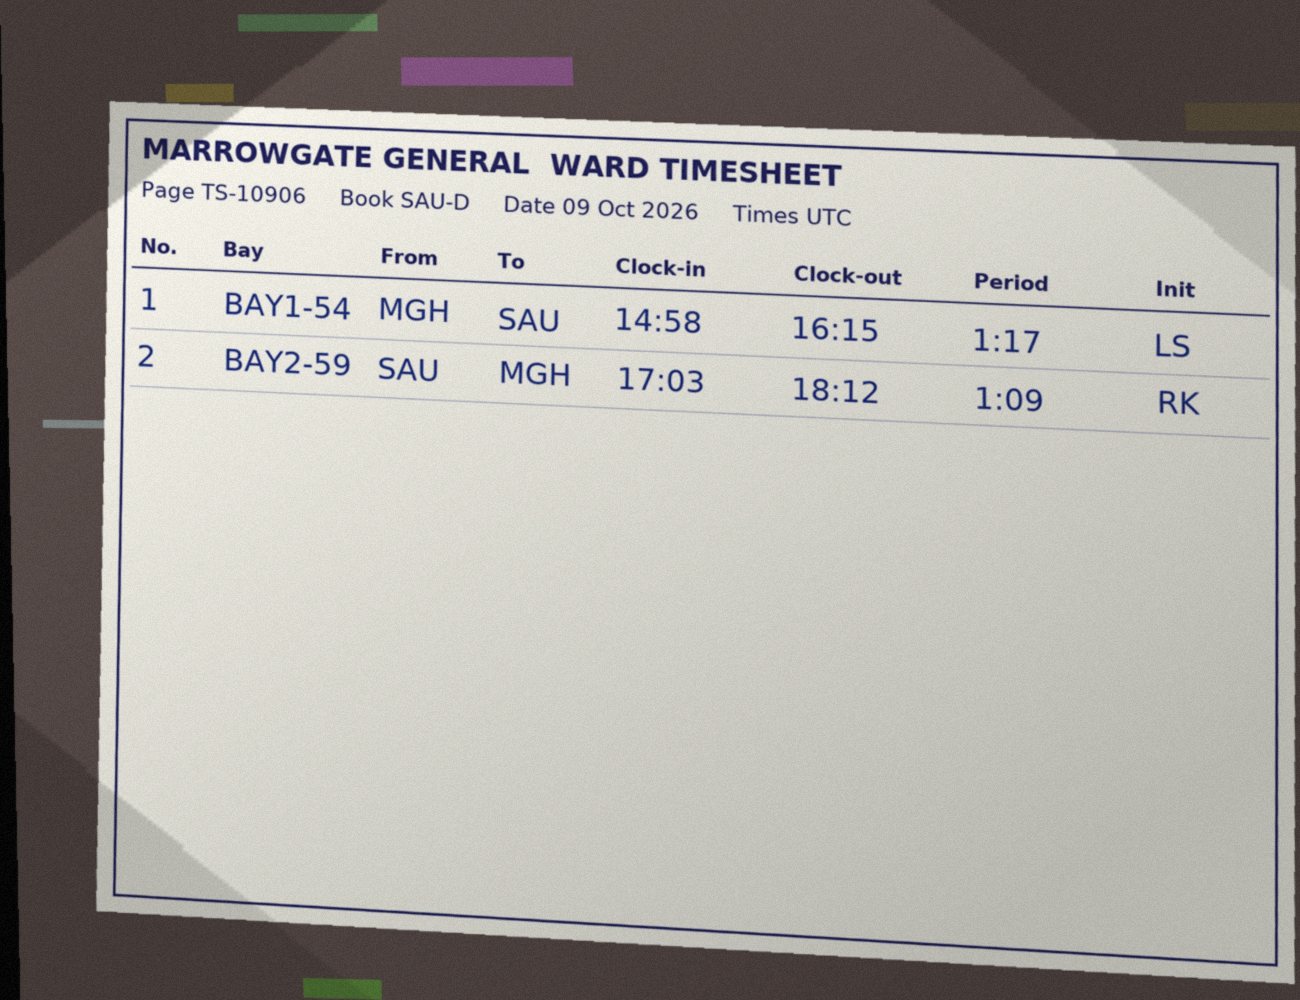 MARROWGATE GENERAL WARD TIMESHEET
Page TS-10906 Book SAU-D Date 09 Oct 2026 Times UTC
No. Bay From To Clock-in Clock-out Period Init
1 BAY1-54 MGH SAU 14:58 16:15 1:17 LS
2 BAY2-59 SAU MGH 17:03 18:12 1:09 RK